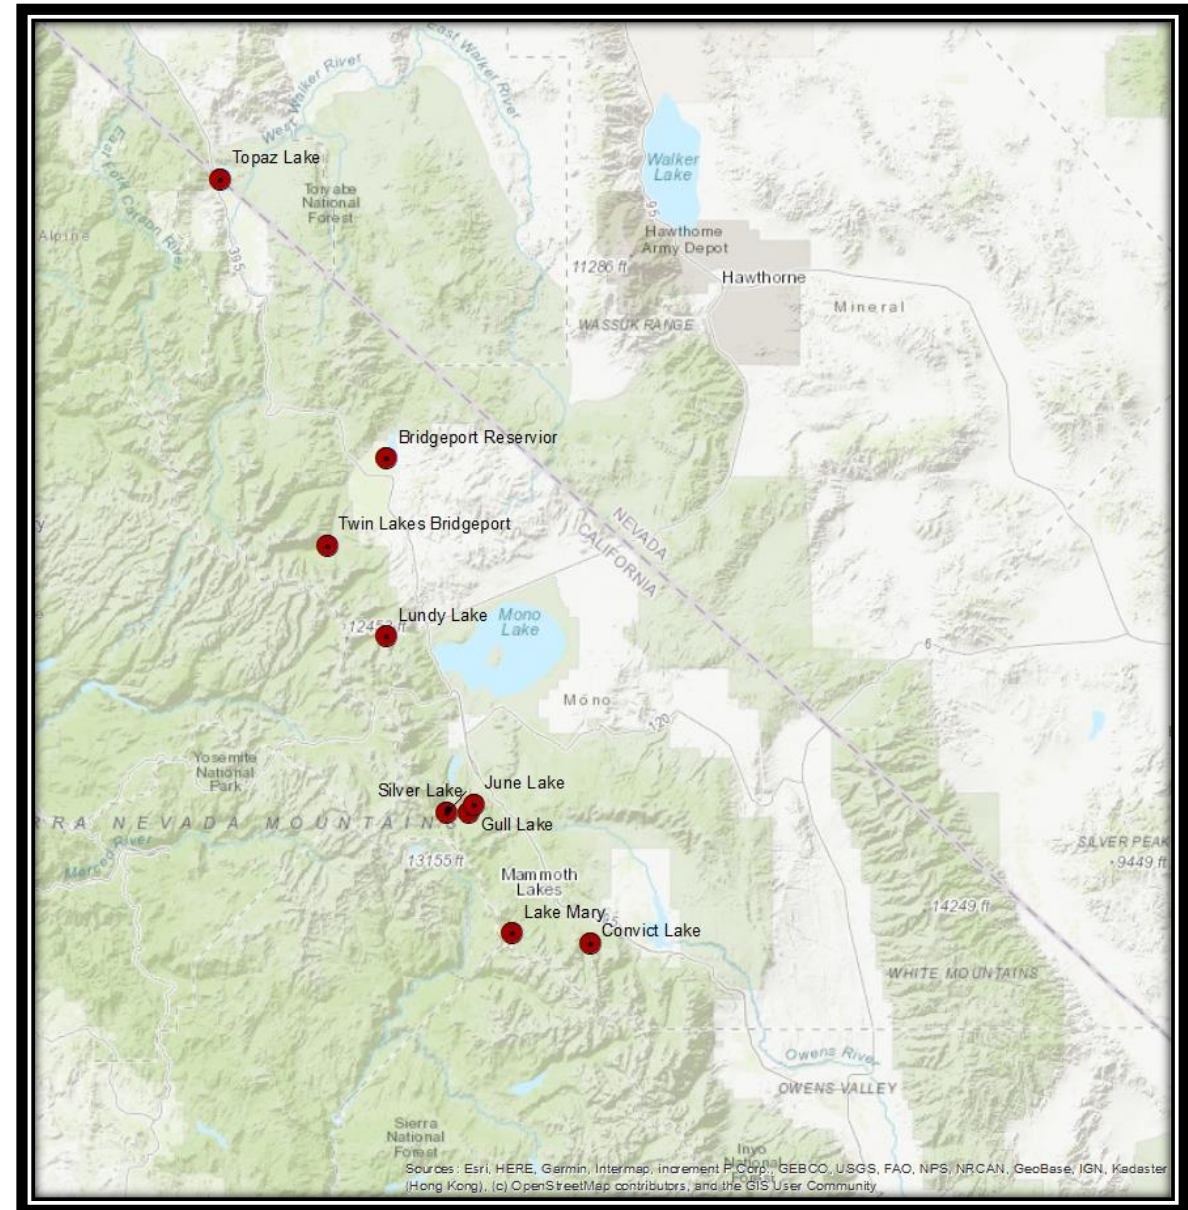 East Walker River
West Walker River
Topaz Lake
East Fork Carson River
Toiyabe
National
Forest
Walker
Lake
95
Alpine
395
Hawthorne
Army Depot
11286 ft
Hawthorne
Mineral
WASSUK RANGE
Bridgeport Reservior
Twin Lakes Bridgeport
NEVADA
CALIFORNIA
Lundy Lake
Mono
Lake
6
Mono
120
Yosemite
National
Park
June Lake
Silver Lake
RRA NEVADA MOUNTAINS
Gull Lake
Merced River
13155 ft
SILVER PEAK
9449 ft
Mammoth
Lakes
14249 ft
Lake Mary
Convict Lake
WHITE MOUNTAINS
Owens River
OWENS VALLEY
Sierra
National
Forest
Inyo
National
Forest
Sources: Esri, HERE, Garmin, Intermap, increment P Corp., GEBCO, USGS, FAO, NPS, NRCAN, GeoBase, IGN, Kadaster
(Hong Kong), (c) OpenStreetMap contributors, and the GIS User Community